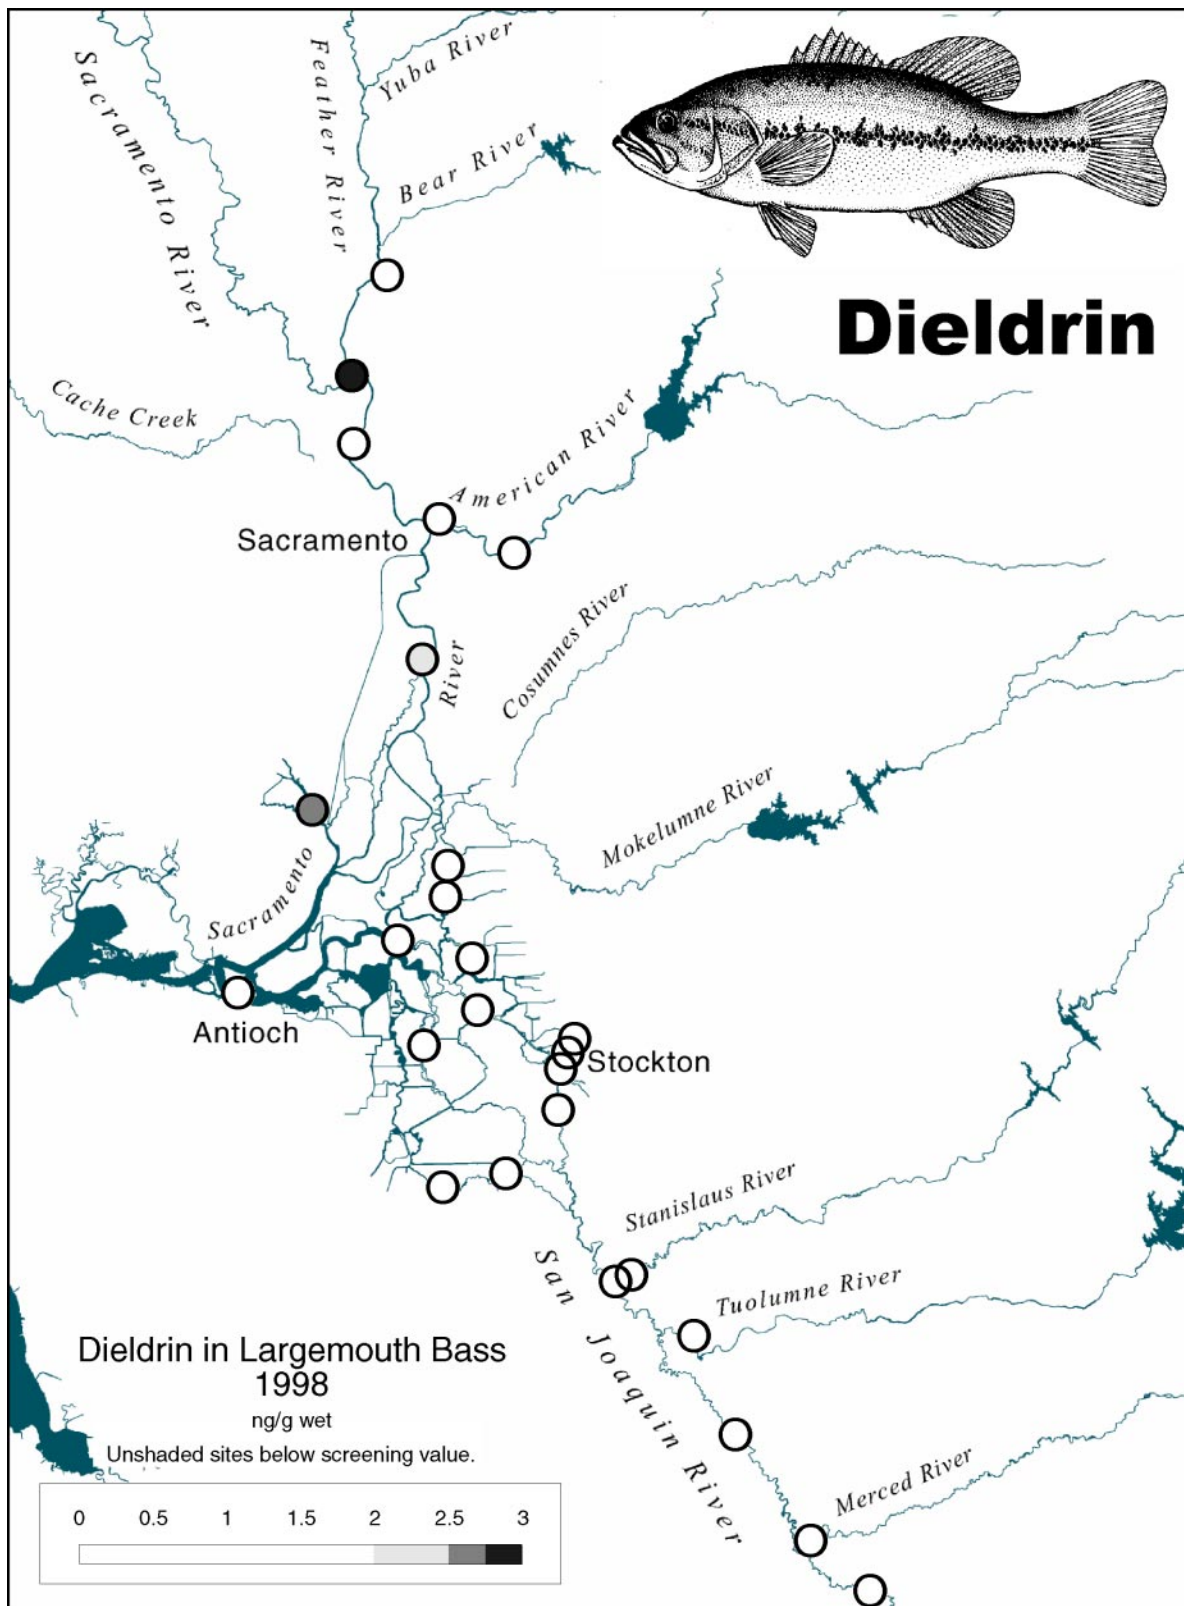 Sacramento River
Feather River
Yuba River
Bear River
Dieldrin
Cache Creek
American River
Sacramento
Cosumnes River
River
Mokelumne River
Sacramento
Antioch
Stockton
Stanislaus River
San Joaquin River
Tuolumne River
Merced River
Dieldrin in Largemouth Bass
1998
ng/g wet
Unshaded sites below screening value.
0 0.5 1 1.5 2 2.5 3